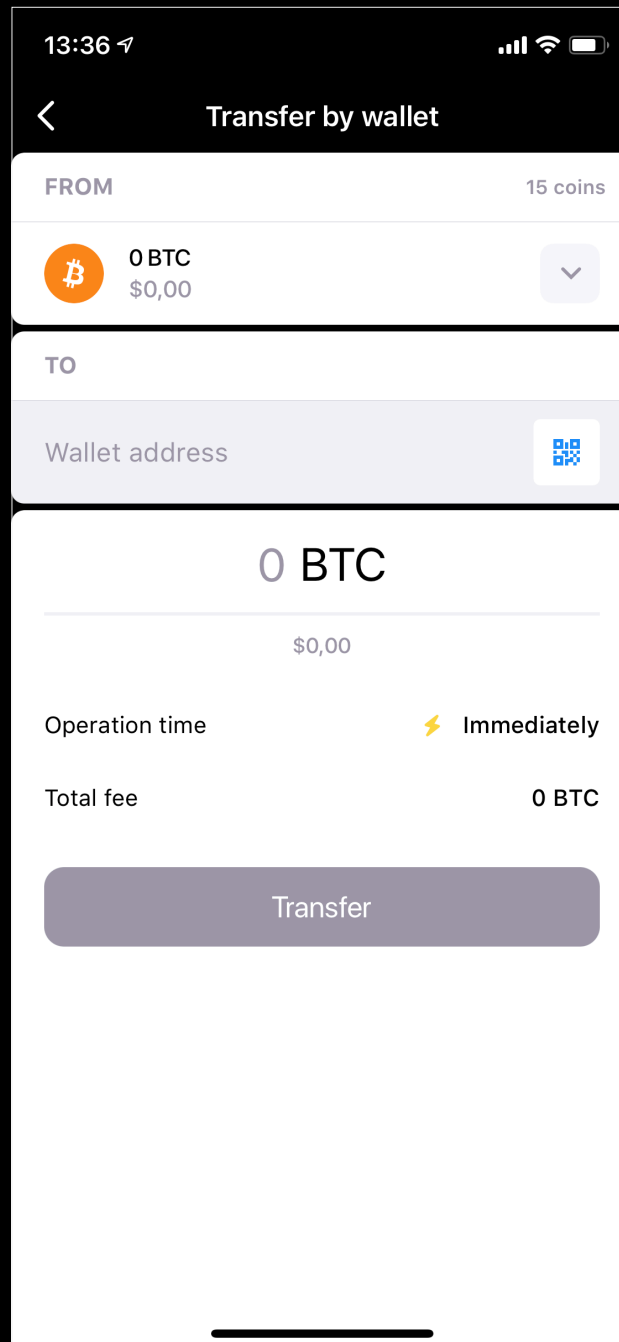 13:36
Transfer by wallet
FROM 15 coins
0 BTC
$0,00
TO
Wallet address
0 BTC
$0,00
Operation time ⚡ Immediately
Total fee 0 BTC
Transfer